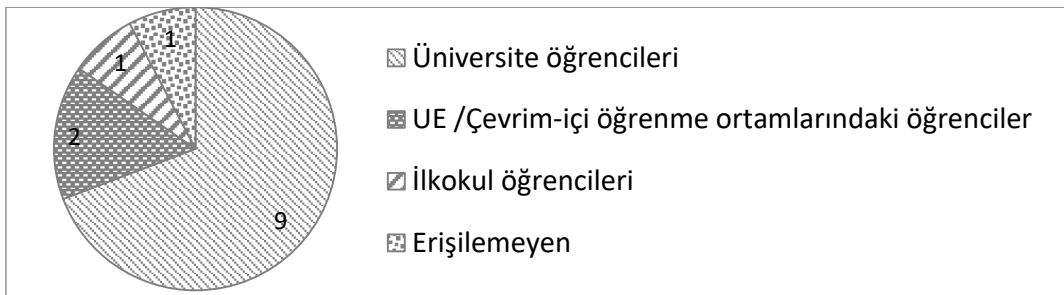 1
1
2
9
Üniversite öğrencileri
UE /Çevrim-içi öğrenme ortamlarındaki öğrenciler
İlkokul öğrencileri
Erişilemeyen